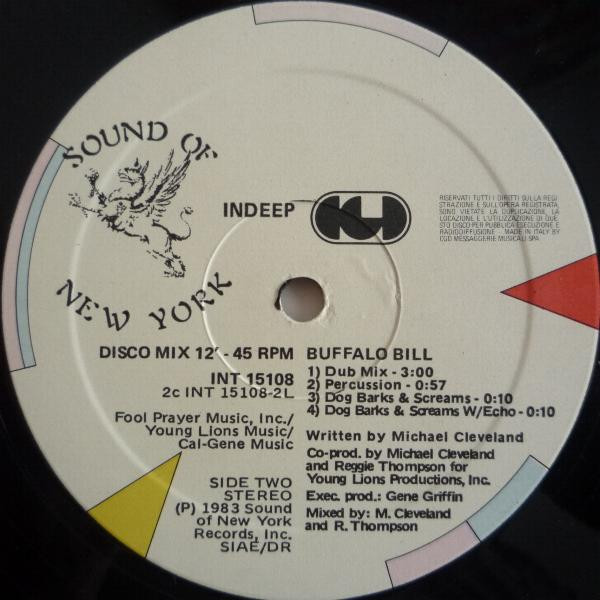 SOUND OF
NEW YORK
INDEEP
RISERVATI TUTTI I DIRITTI SULLA REGI
STRAZIONE E SULL'OPERA REGISTRATA.
SONO VIETATE LA DUPLICAZIONE, LA
LOCAZIONE E L'UTILIZZAZIONE DI QUE
STO DISCO PER PUBBLICA ESECUZIONE E
RADIODIFFUSIONE - MADE IN ITALY BY
CGD MESSAGGERIE MUSICALI SPA
DISCO MIX 12" - 45 RPM
INT 15108
2c INT 15108-2L
Fool Prayer Music, Inc./
Young Lions Music/
Cal-Gene Music
SIDE TWO
STEREO
(P) 1983 Sound
of New York
Records, Inc.
SIAE/DR
BUFFALO BILL
1) Dub Mix - 3:00
2) Percussion - 0:57
3) Dog Barks & Screams - 0:10
4) Dog Barks & Screams W/Echo - 0:10
Written by Michael Cleveland
Co-prod. by Michael Cleveland
and Reggie Thompson for
Young Lions Productions, Inc.
Exec. prod.: Gene Griffin
Mixed by: M. Cleveland
and R. Thompson